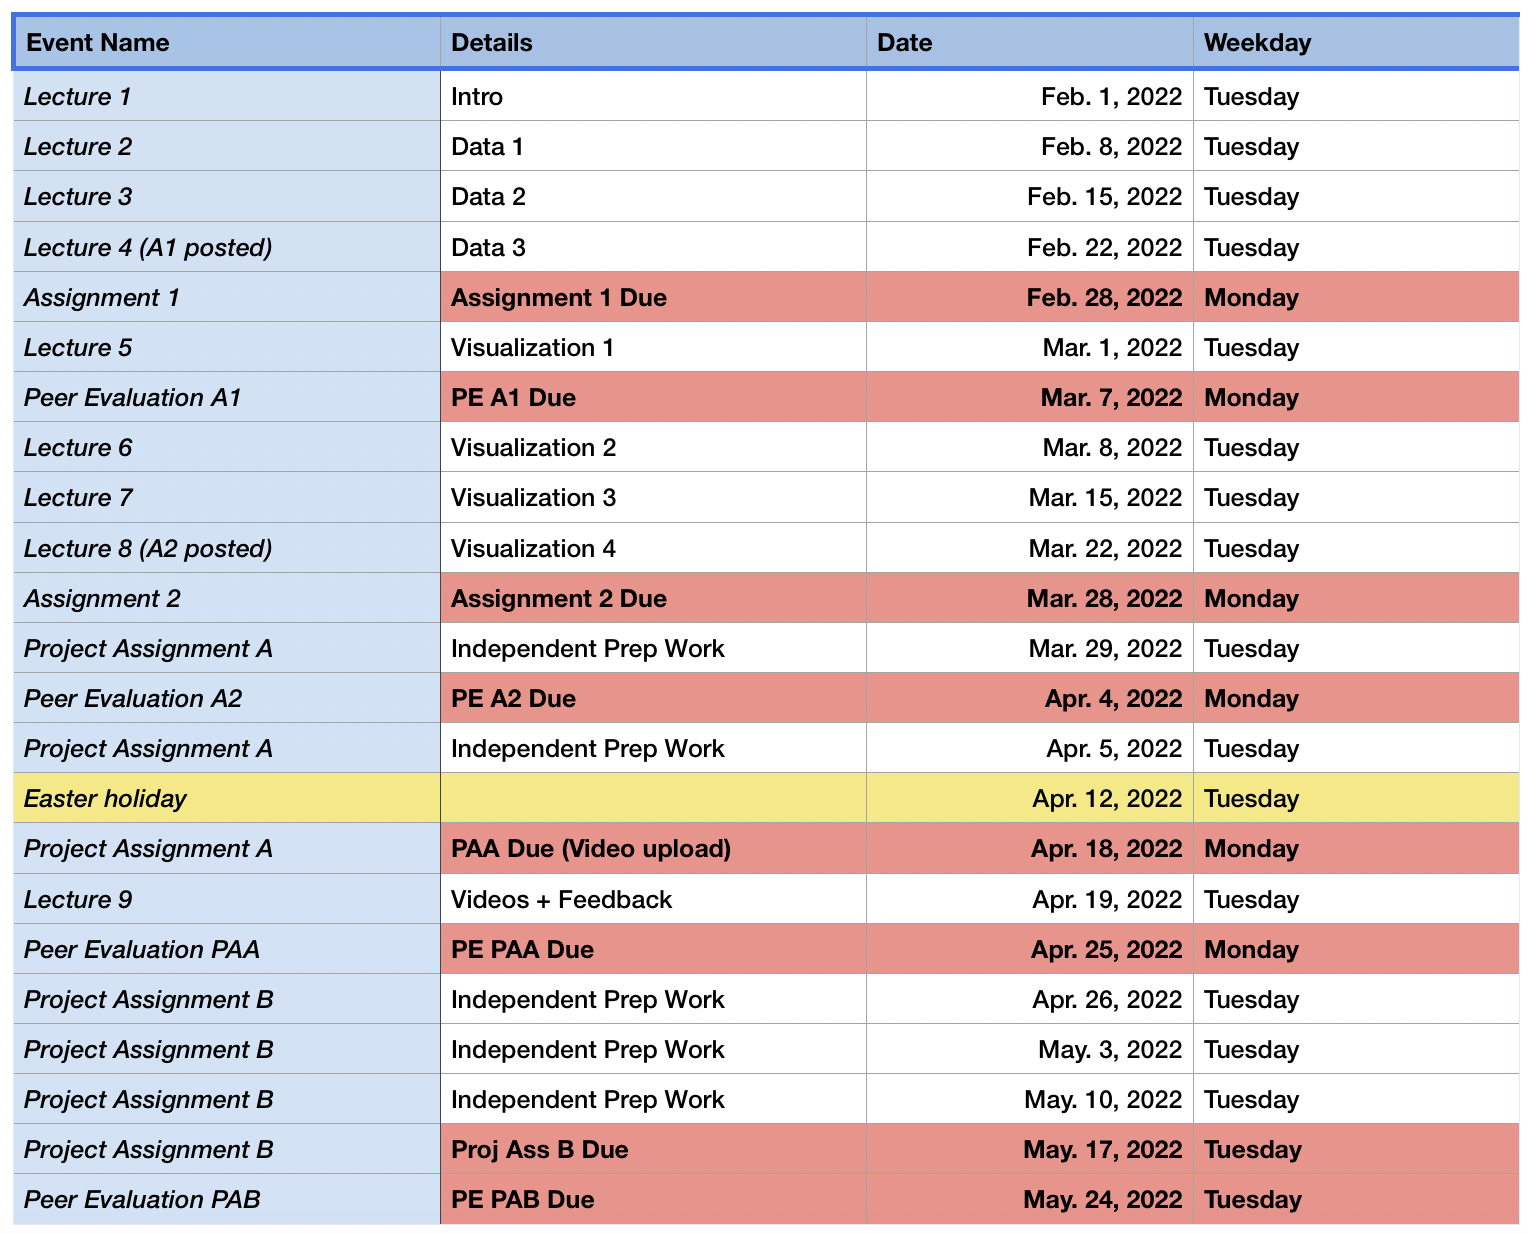 Event Name Details Date Weekday
Lecture 1 Intro Feb. 1, 2022 Tuesday
Lecture 2 Data 1 Feb. 8, 2022 Tuesday
Lecture 3 Data 2 Feb. 15, 2022 Tuesday
Lecture 4 (A1 posted) Data 3 Feb. 22, 2022 Tuesday
Assignment 1 Assignment 1 Due Feb. 28, 2022 Monday
Lecture 5 Visualization 1 Mar. 1, 2022 Tuesday
Peer Evaluation A1 PE A1 Due Mar. 7, 2022 Monday
Lecture 6 Visualization 2 Mar. 8, 2022 Tuesday
Lecture 7 Visualization 3 Mar. 15, 2022 Tuesday
Lecture 8 (A2 posted) Visualization 4 Mar. 22, 2022 Tuesday
Assignment 2 Assignment 2 Due Mar. 28, 2022 Monday
Project Assignment A Independent Prep Work Mar. 29, 2022 Tuesday
Peer Evaluation A2 PE A2 Due Apr. 4, 2022 Monday
Project Assignment A Independent Prep Work Apr. 5, 2022 Tuesday
Easter holiday Apr. 12, 2022 Tuesday
Project Assignment A PAA Due (Video upload) Apr. 18, 2022 Monday
Lecture 9 Videos + Feedback Apr. 19, 2022 Tuesday
Peer Evaluation PAA PE PAA Due Apr. 25, 2022 Monday
Project Assignment B Independent Prep Work Apr. 26, 2022 Tuesday
Project Assignment B Independent Prep Work May. 3, 2022 Tuesday
Project Assignment B Independent Prep Work May. 10, 2022 Tuesday
Project Assignment B Proj Ass B Due May. 17, 2022 Tuesday
Peer Evaluation PAB PE PAB Due May. 24, 2022 Tuesday